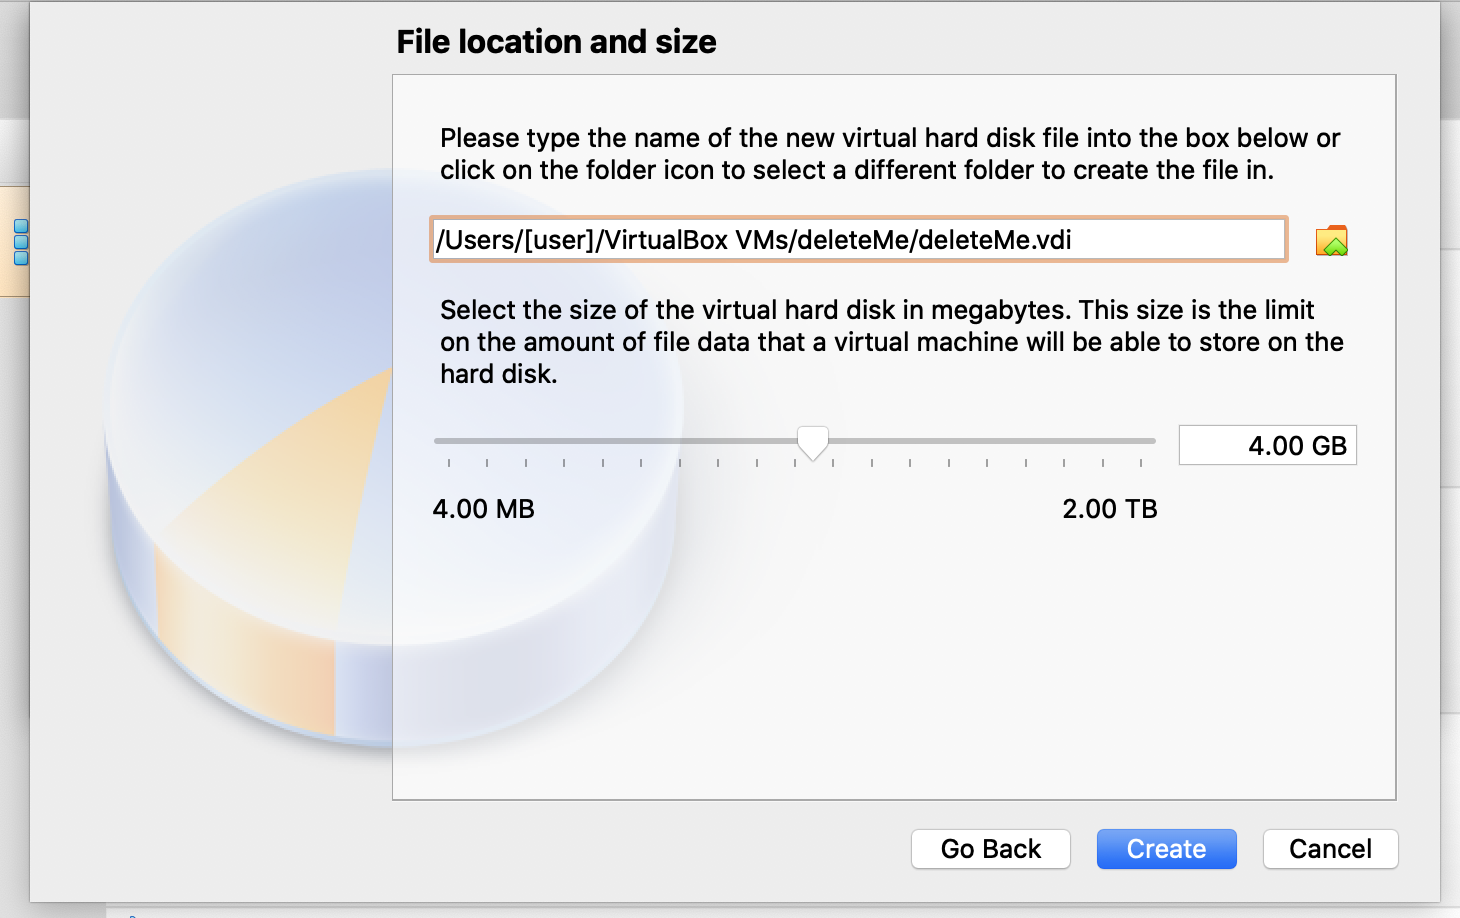 File location and size
Please type the name of the new virtual hard disk file into the box below or
click on the folder icon to select a different folder to create the file in.
/Users/[user]/VirtualBox VMs/deleteMe/deleteMe.vdi
Select the size of the virtual hard disk in megabytes. This size is the limit
on the amount of file data that a virtual machine will be able to store on the
hard disk.
4.00 GB
4.00 MB
2.00 TB
Go Back
Create
Cancel